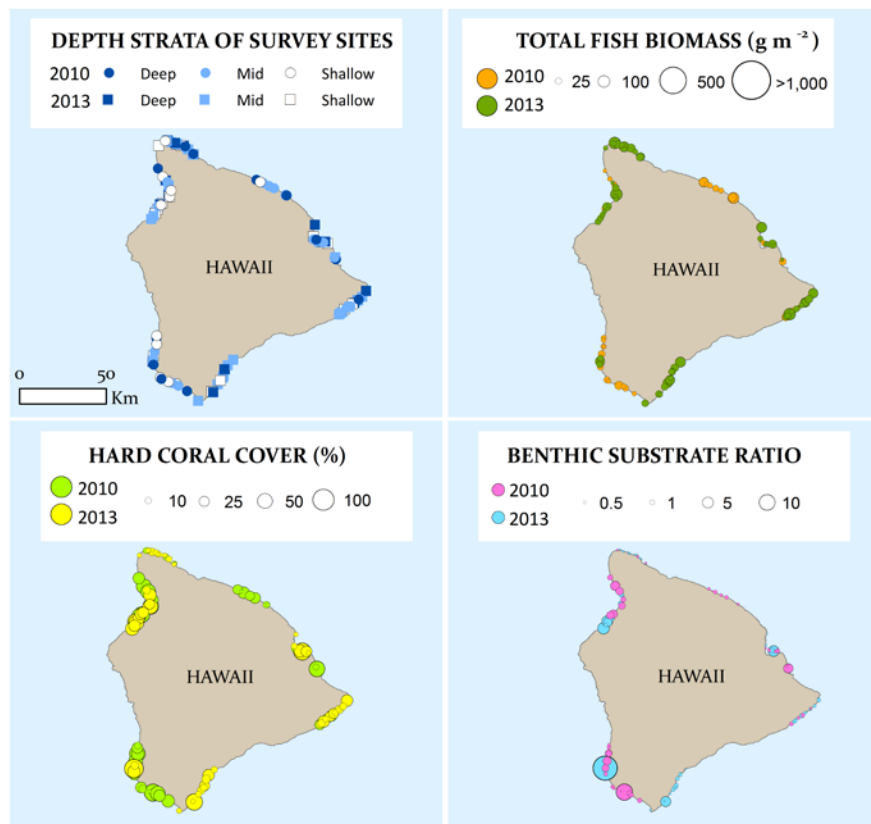 DEPTH STRATA OF SURVEY SITES
2010 Deep Mid Shallow
2013 Deep Mid Shallow
HAWAII
0 50
Km
TOTAL FISH BIOMASS (g m ⁻²)
2010 25 100 500 >1,000
2013
HAWAII
HARD CORAL COVER (%)
2010 10 25 50 100
2013
HAWAII
BENTHIC SUBSTRATE RATIO
2010 0.5 1 5 10
2013
HAWAII